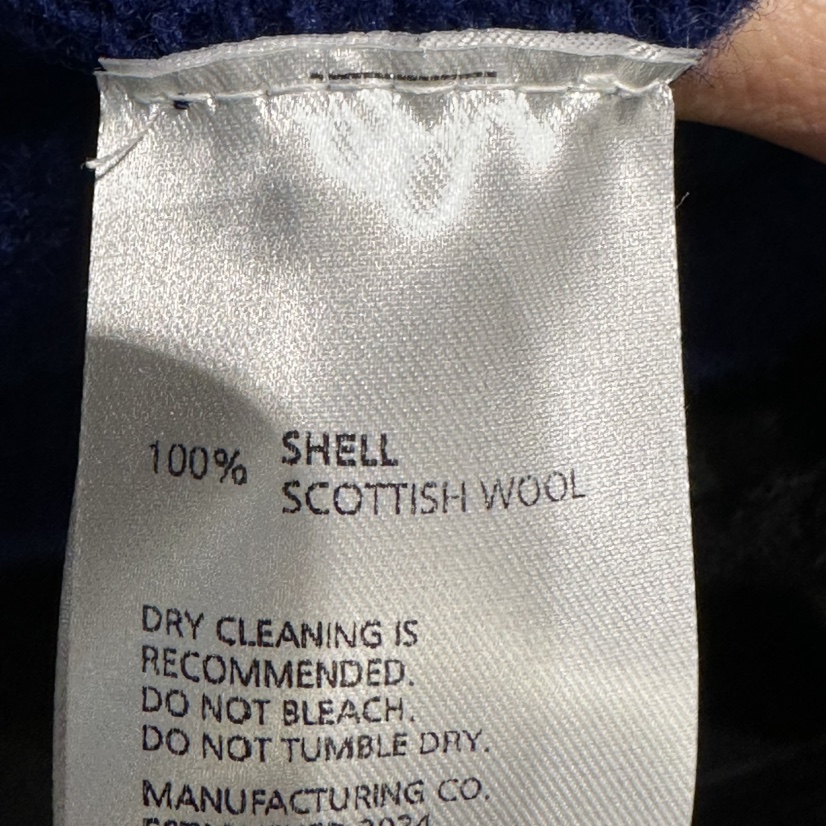 SHELL
100% SCOTTISH WOOL
DRY CLEANING IS
RECOMMENDED.
DO NOT BLEACH.
DO NOT TUMBLE DRY.
MANUFACTURING CO.